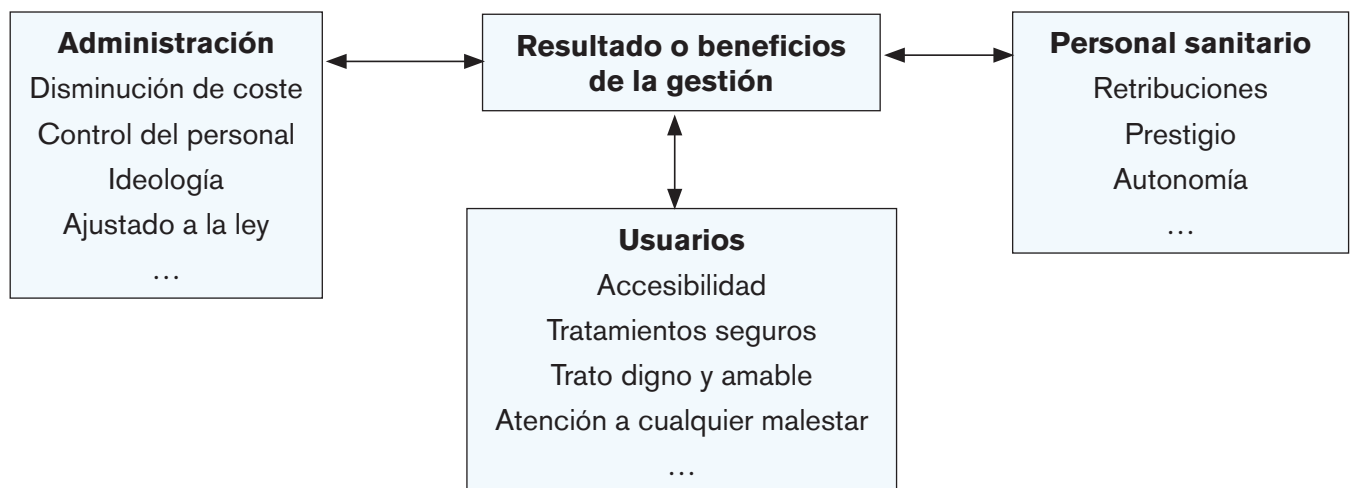 Administración
Disminución de coste
Control del personal
Ideología
Ajustado a la ley
…
Resultado o beneficios
de la gestión
Personal sanitario
Retribuciones
Prestigio
Autonomía
…
Usuarios
Accesibilidad
Tratamientos seguros
Trato digno y amable
Atención a cualquier malestar
…